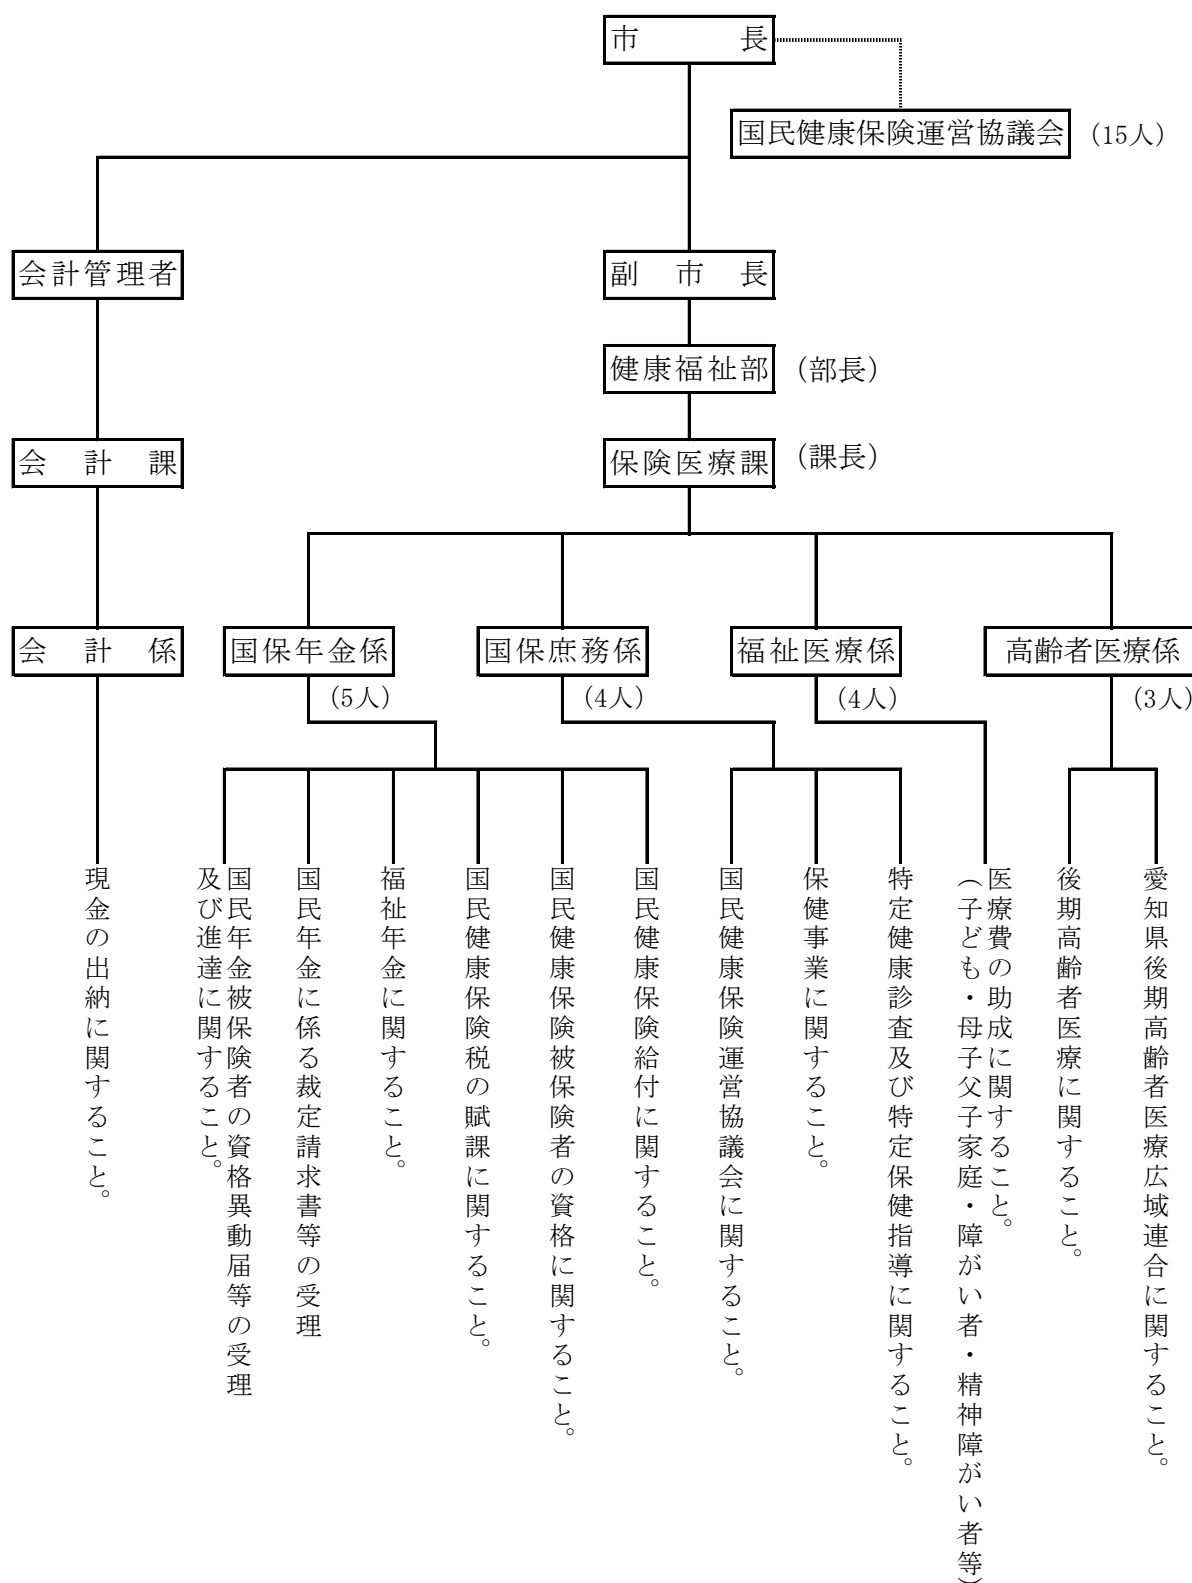 市長
国民健康保険運営協議会
(15人)
会計管理者
副市長
健康福祉部
(部長)
会計課
保険医療課
(課長)
会計係
国保年金係
国保庶務係
福祉医療係
高齢者医療係
(5人)
(4人)
(4人)
(3人)
現金の出納に関すること。
国民年金被保険者の資格異動届等の受理
及び進達に関すること。
国民年金に係る裁定請求書等の受理
福祉年金に関すること。
国民健康保険税の賦課に関すること。
国民健康保険被保険者の資格に関すること。
国民健康保険給付に関すること。
国民健康保険運営協議会に関すること。
保健事業に関すること。
特定健康診査及び特定保健指導に関すること。
医療費の助成に関すること。
(子ども・母子父子家庭・障がい者・精神障がい者等)
後期高齢者医療に関すること。
愛知県後期高齢者医療広域連合に関すること。